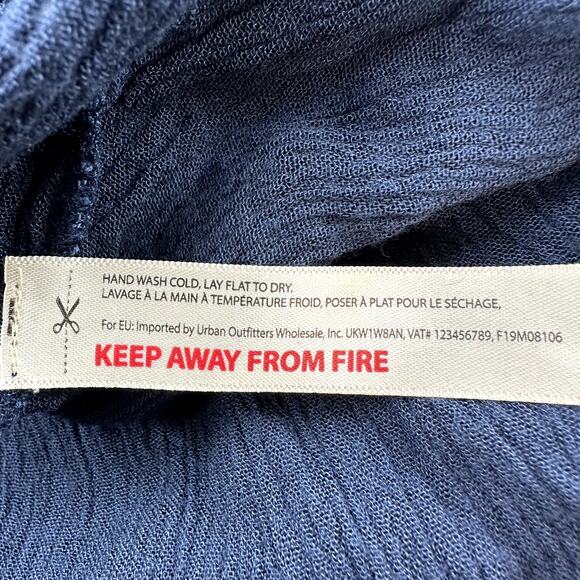 HAND WASH COLD, LAY FLAT TO DRY.
LAVAGE À LA MAIN À TEMPÉRATURE FROID, POSER À PLAT POUR LE SÉCHAGE,
For EU: Imported by Urban Outfitters Wholesale, Inc. UKW1W8AN, VAT# 123456789, F19M08106
KEEP AWAY FROM FIRE